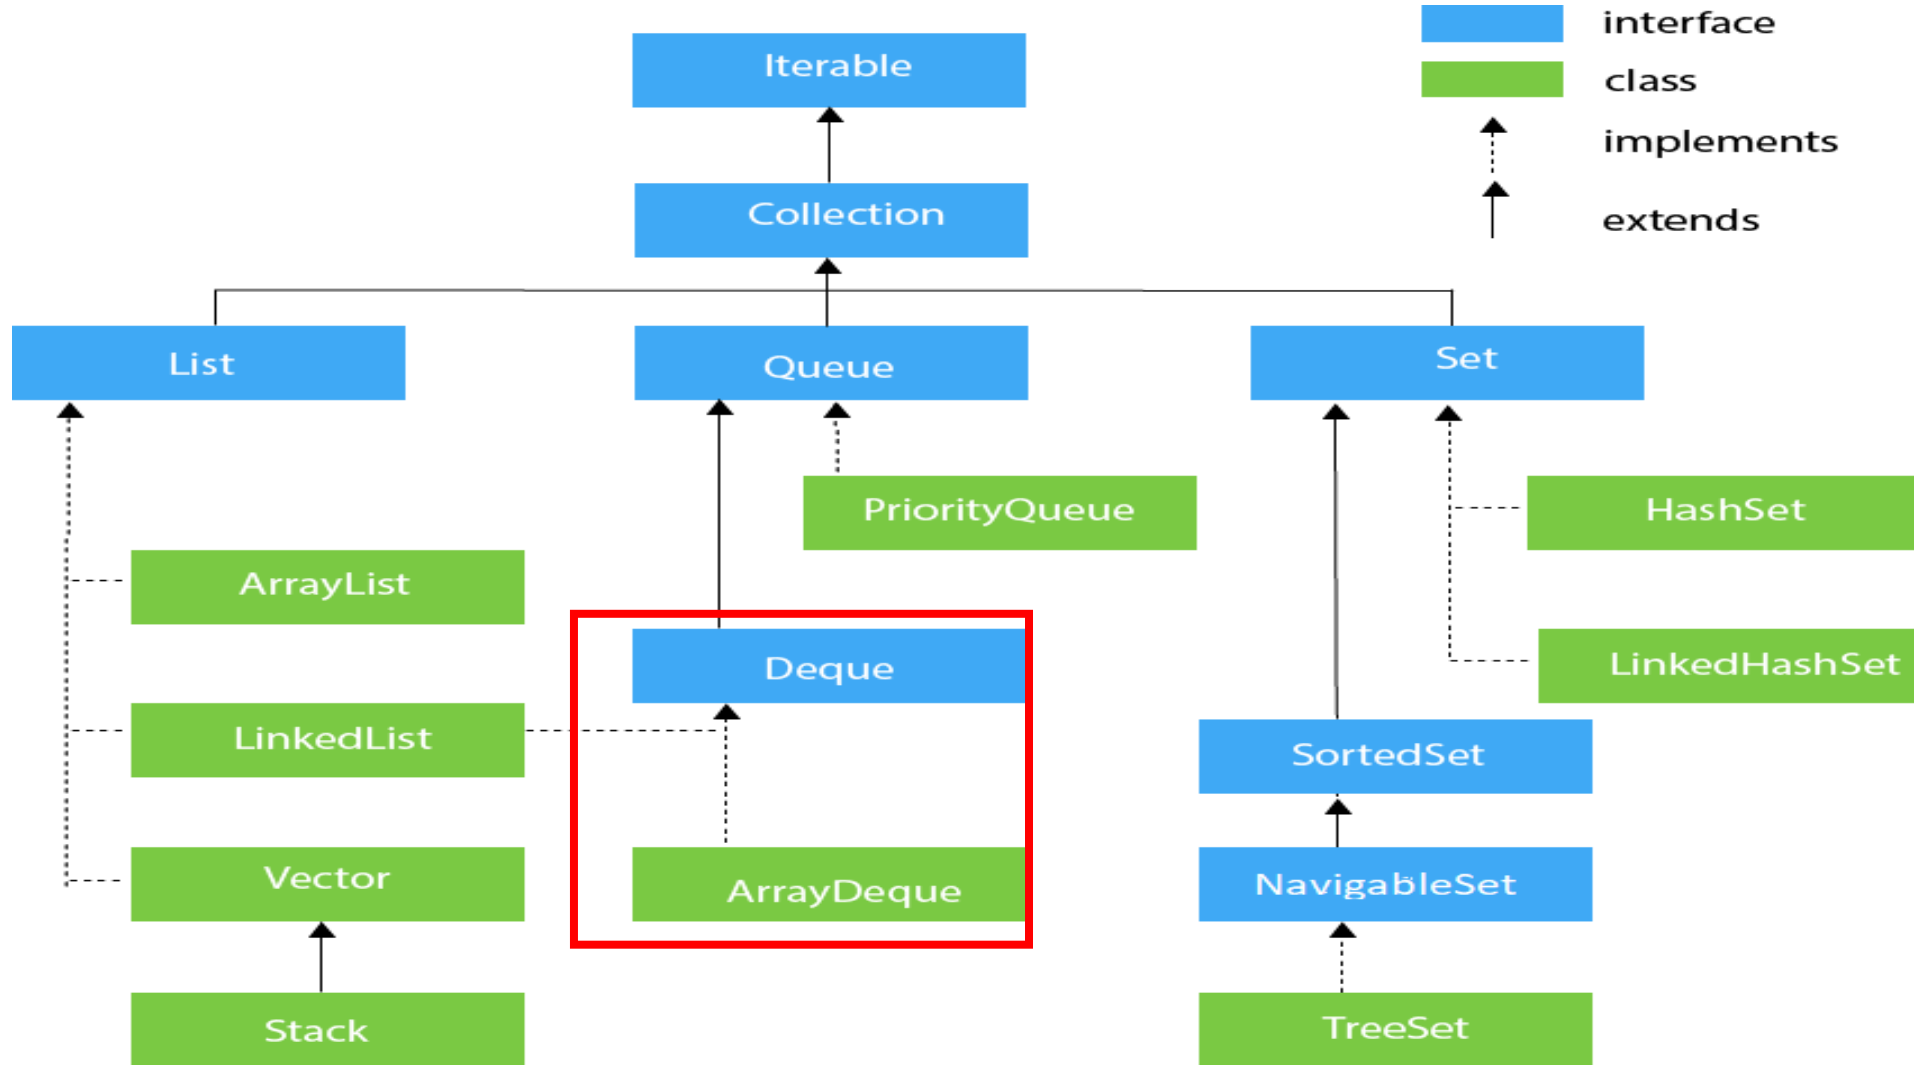 interface
Iterable
class
implements
Collection
extends
List
Queue
Set
PriorityQueue
HashSet
ArrayList
Deque
LinkedHashSet
LinkedList
SortedSet
Vector
ArrayDeque
NavigableSet
Stack
TreeSet